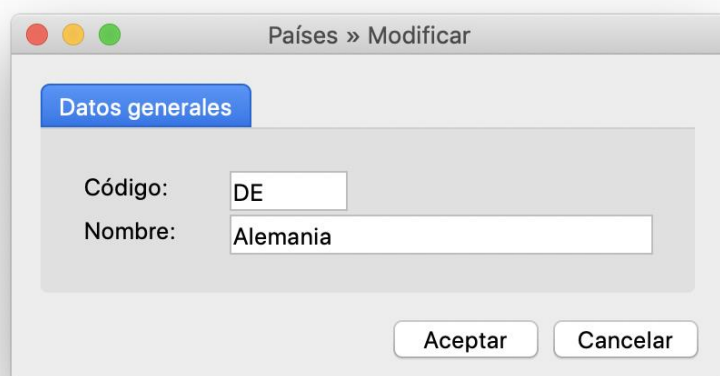 Países » Modificar
Datos generales
Código: DE
Nombre: Alemania
Aceptar Cancelar